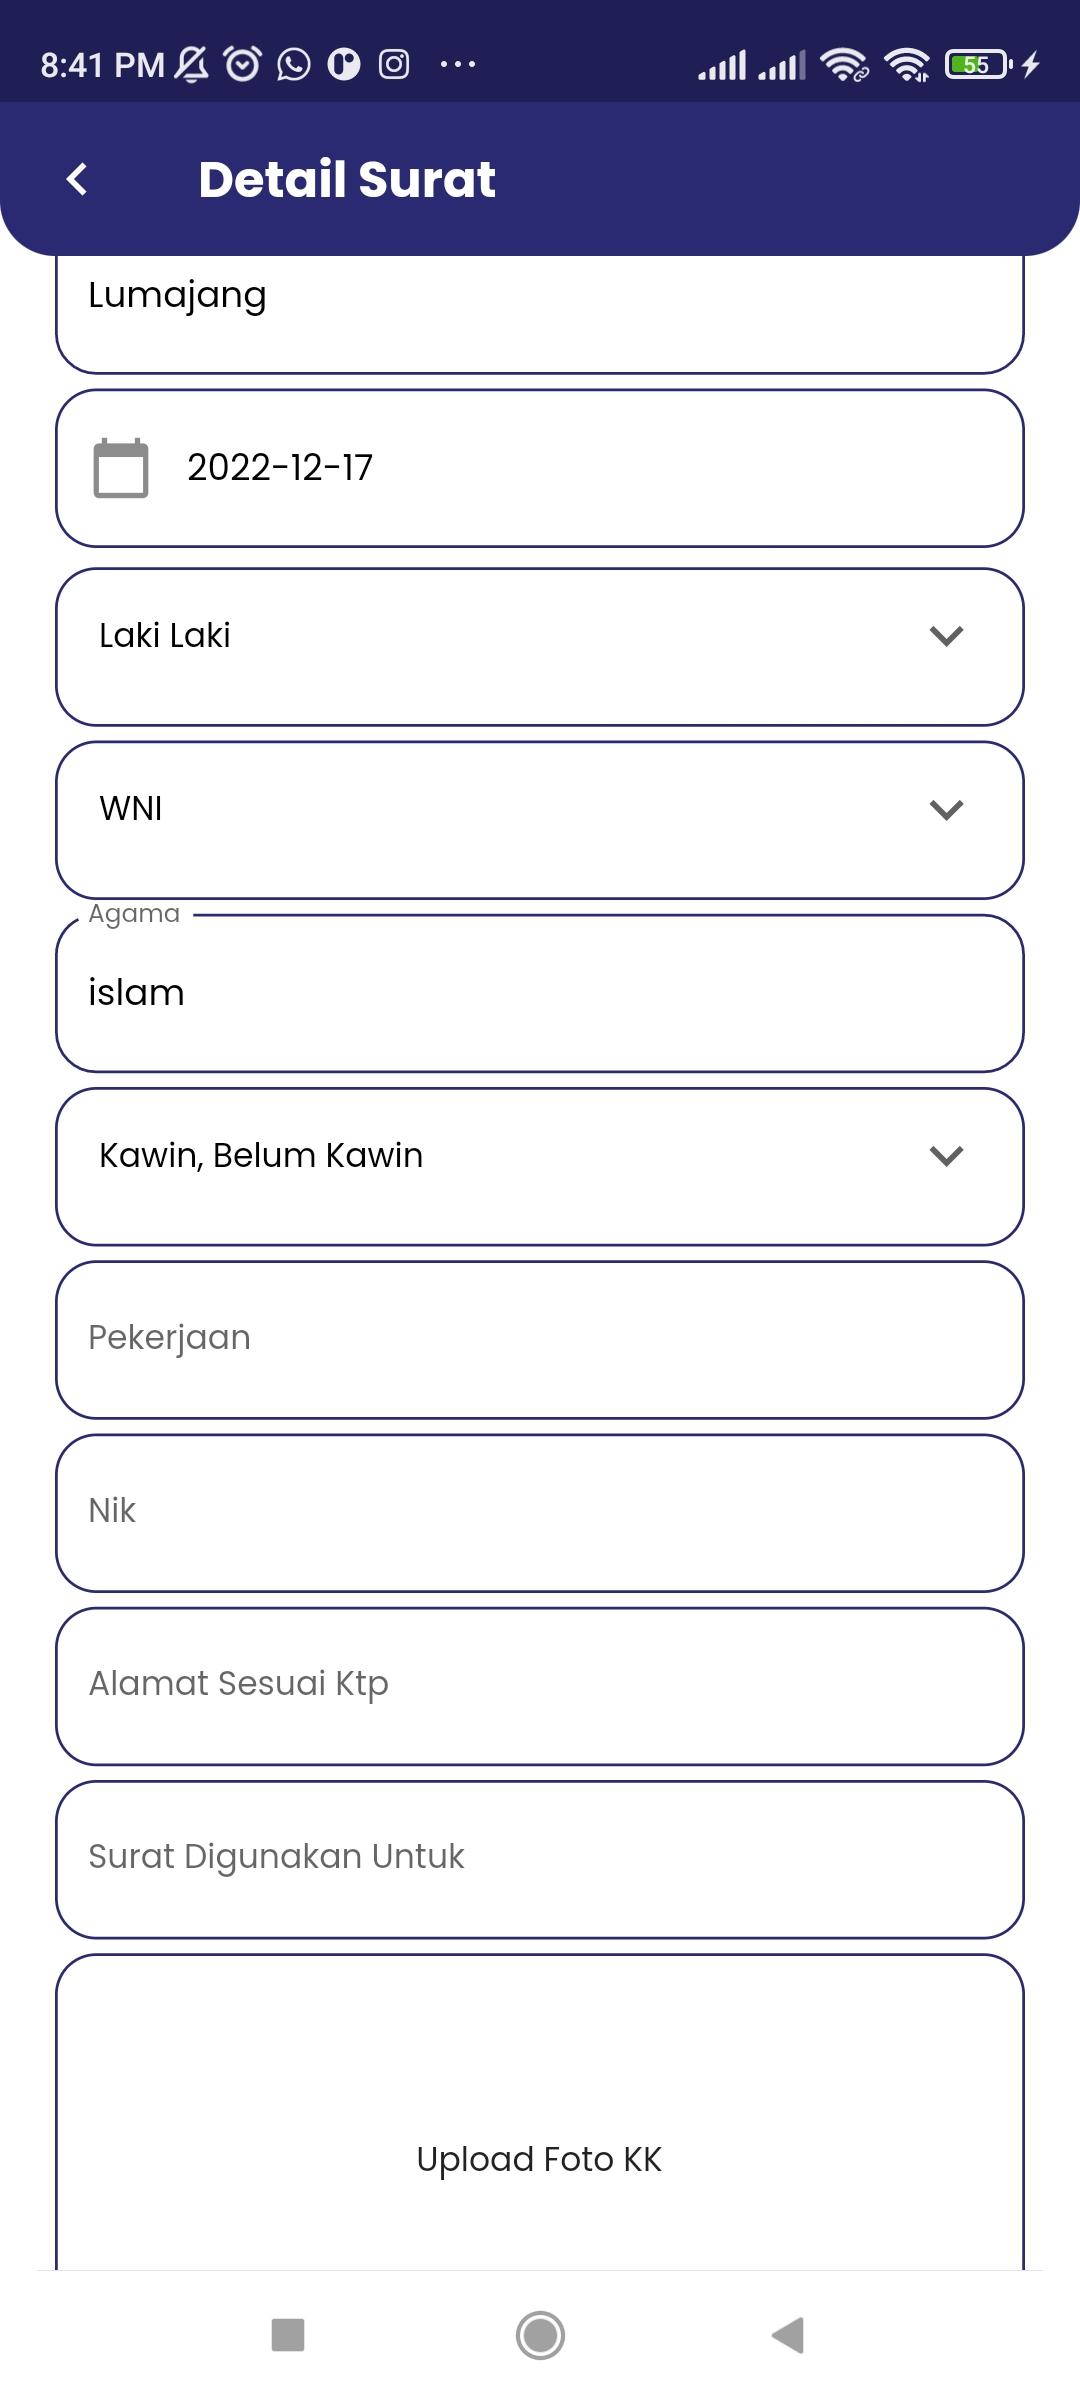 8:41 PM
55
Detail Surat
Lumajang
2022-12-17
Laki Laki
WNI
Agama
islam
Kawin, Belum Kawin
Pekerjaan
Nik
Alamat Sesuai Ktp
Surat Digunakan Untuk
Upload Foto KK